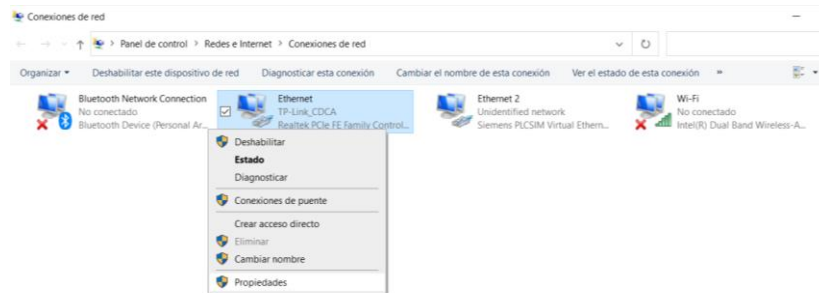 Conexiones de red
Panel de control > Redes e Internet > Conexiones de red
Organizar Deshabilitar este dispositivo de red Diagnosticar esta conexión Cambiar el nombre de esta conexión Ver el estado de esta conexión »
Bluetooth Network Connection
No conectado
Bluetooth Device (Personal Ar...
Ethernet
TP-Link_CDCA
Realtek PCIe FE Family Control...
Ethernet 2
Unidentified network
Siemens PLCSIM Virtual Ethern...
Wi-Fi
No conectado
Intel(R) Dual Band Wireless-A...
Deshabilitar
Estado
Diagnosticar
Conexiones de puente
Crear acceso directo
Eliminar
Cambiar nombre
Propiedades